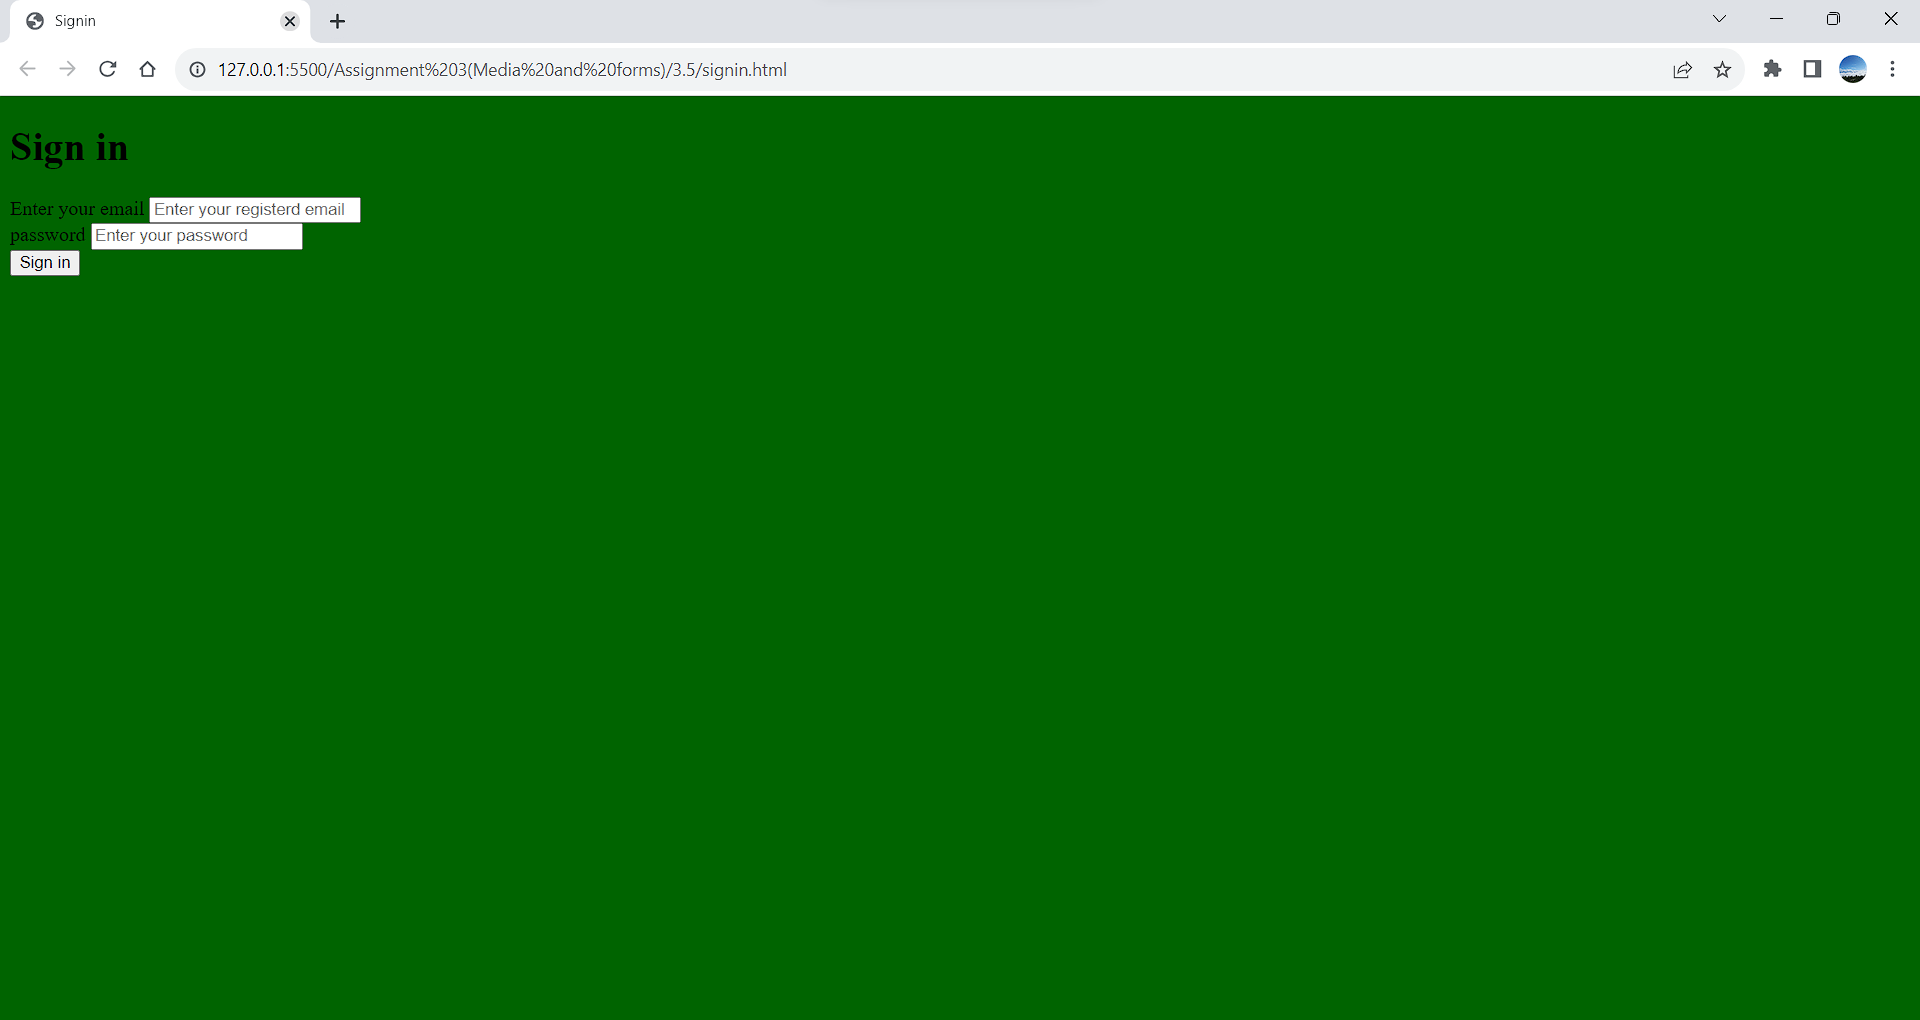 Signin
127.0.0.1:5500/Assignment%203(Media%20and%20forms)/3.5/signin.html
Sign in
Enter your email Enter your registerd email
password Enter your password
Sign in